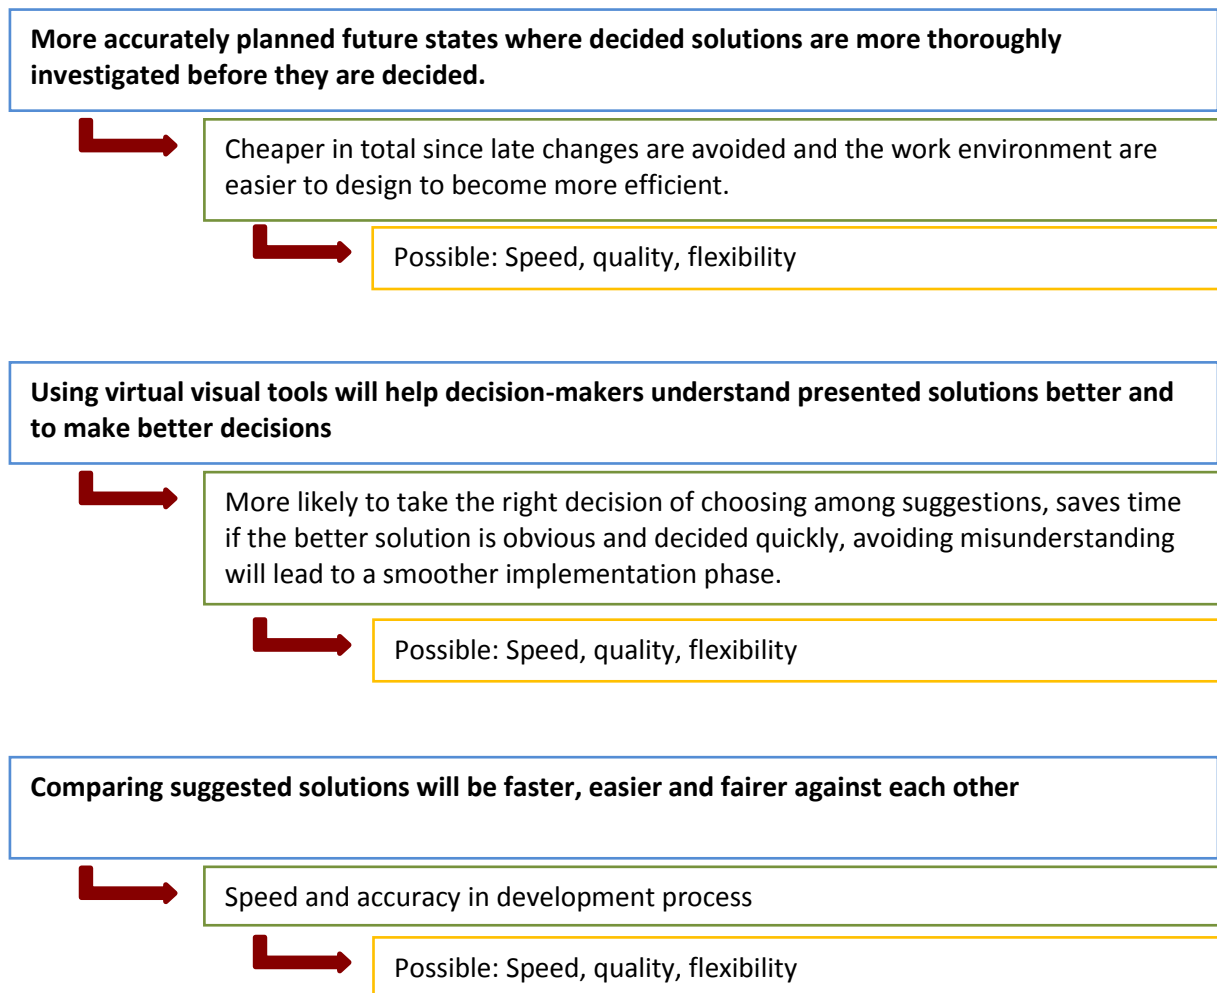 More accurately planned future states where decided solutions are more thoroughly
investigated before they are decided.
Cheaper in total since late changes are avoided and the work environment are
easier to design to become more efficient.
Possible: Speed, quality, flexibility
Using virtual visual tools will help decision-makers understand presented solutions better and
to make better decisions
More likely to take the right decision of choosing among suggestions, saves time
if the better solution is obvious and decided quickly, avoiding misunderstanding
will lead to a smoother implementation phase.
Possible: Speed, quality, flexibility
Comparing suggested solutions will be faster, easier and fairer against each other
Speed and accuracy in development process
Possible: Speed, quality, flexibility